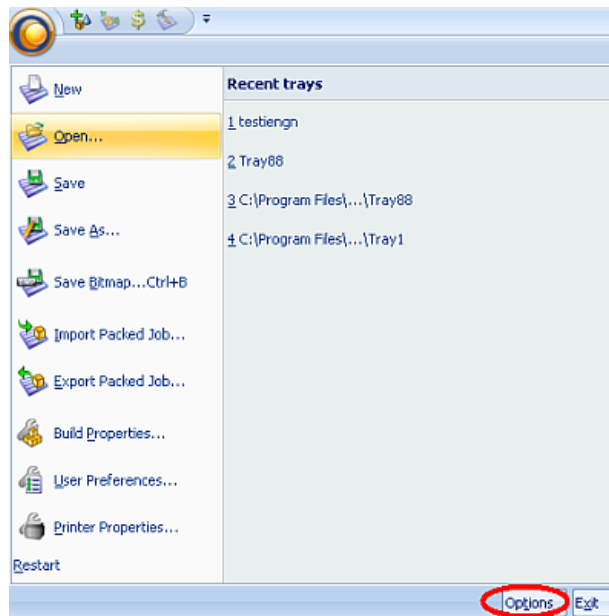 New
Open...
Save
Save As...
Save Bitmap...Ctrl+B
Import Packed Job...
Export Packed Job...
Build Properties...
User Preferences...
Printer Properties...
Restart
Recent trays
1 testiengn
2 Tray88
3 C:\Program Files\...\Tray88
4 C:\Program Files\...\Tray1
Options Exit